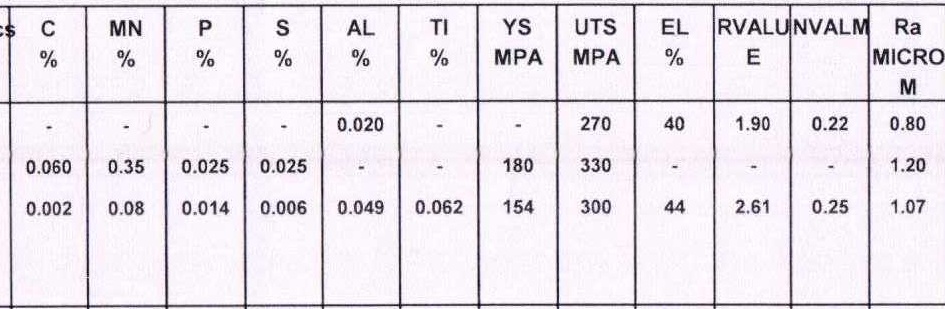 cs C MN P S AL TI YS UTS EL RVALU NVALM Ra
% % % % % % MPA MPA % E MICRO
M
- - - - 0.020 - - 270 40 1.90 0.22 0.80
0.060 0.35 0.025 0.025 - - 180 330 - - - 1.20
0.002 0.08 0.014 0.006 0.049 0.062 154 300 44 2.61 0.25 1.07